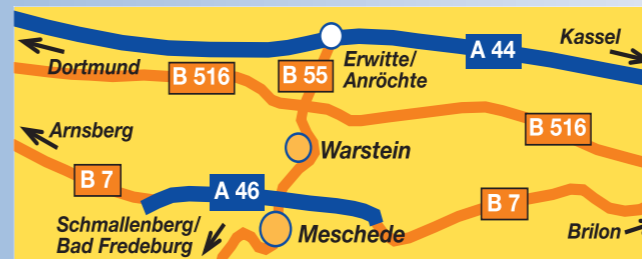 Kassel
A 44
Erwitte/
Anröchte
Dortmund
B 516
B 55
Arnsberg
B 516
Warstein
B 7
A 46
B 7
Schmallenberg/
Bad Fredeburg
Meschede
Brilon